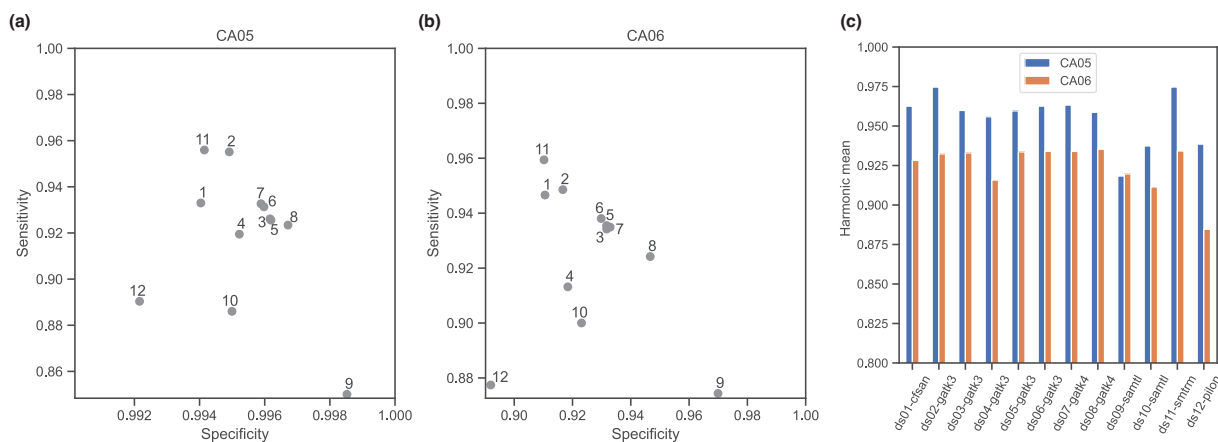 (a)
CA05
1.00
0.98
0.96
0.94
0.92
0.90
0.88
0.86
Sensitivity
11
2
1
7
6
4
3
5
8
12
10
9
0.992
0.994
0.996
0.998
1.000
Specificity
(b)
CA06
1.00
0.98
0.96
0.94
0.92
0.90
0.88
Sensitivity
11
1
2
6
5
3
7
8
4
10
12
9
0.90
0.92
0.94
0.96
0.98
1.00
Specificity
(c)
1.000
0.975
0.950
0.925
0.900
0.875
0.850
0.825
0.800
Harmonic mean
CA05
CA06
ds01-cfsan
ds02-gatk3
ds03-gatk3
ds04-gatk3
ds05-gatk3
ds06-gatk3
ds07-gatk4
ds08-gatk4
ds09-samtl
ds10-samtl
ds11-smtrm
ds12-pilon